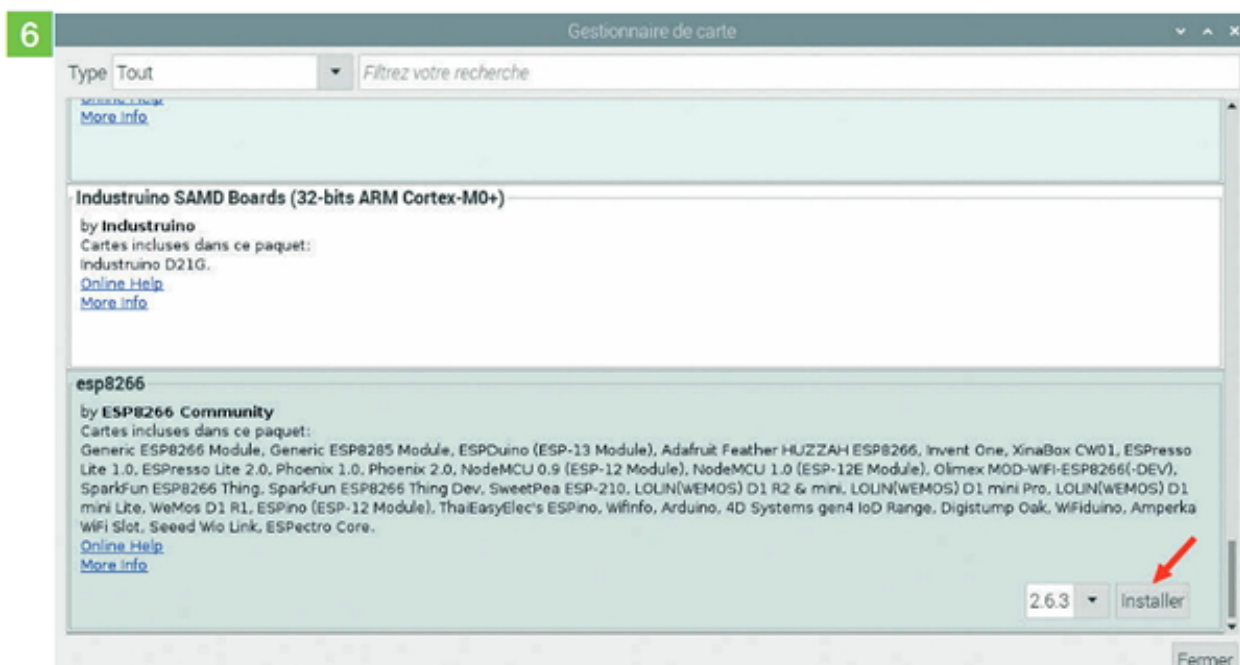 6
Gestionnaire de carte
Type Tout Filtrez votre recherche
Online Help
More Info
Industruino SAMD Boards (32-bits ARM Cortex-M0+)
by Industruino
Cartes incluses dans ce paquet:
Industruino D21G.
Online Help
More Info
esp8266
by ESP8266 Community
Cartes incluses dans ce paquet:
Generic ESP8266 Module, Generic ESP8285 Module, ESPDuino (ESP-13 Module), Adafruit Feather HUZZAH ESP8266, Invent One, XinaBox CW01, ESPresso
Lite 1.0, ESPresso Lite 2.0, Phoenix 1.0, Phoenix 2.0, NodeMCU 0.9 (ESP-12 Module), NodeMCU 1.0 (ESP-12E Module), Olimex MOD-WIFI-ESP8266(-DEV),
SparkFun ESP8266 Thing, SparkFun ESP8266 Thing Dev, SweetPea ESP-210, LOLIN(WEMOS) D1 R2 & mini, LOLIN(WEMOS) D1 mini Pro, LOLIN(WEMOS) D1
mini Lite, WeMos D1 R1, ESPino (ESP-12 Module), ThaiEasyElec's ESPino, WifInfo, Arduino, 4D Systems gen4 IoD Range, Digistump Oak, WiFiduino, Amperka
WiFi Slot, Seeed Wio Link, ESPectro Core.
Online Help
More Info
2.6.3 Installer
Fermer